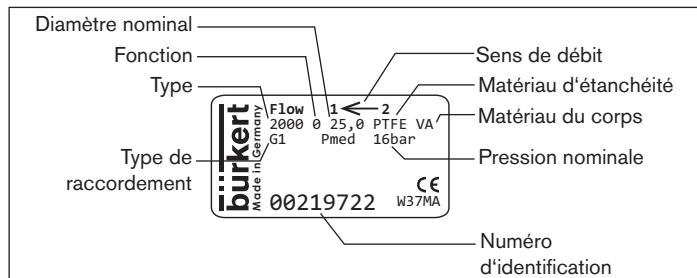 Diamètre nominal
Fonction
Type
Type de
raccordement
Sens de débit
Matériau d'étanchéité
Matériau du corps
Pression nominale
Numéro
d'identification
bürkert
Made in Germany
Flow 1 2
2000 0 25,0 PTFE VA
G1 Pmed 16bar
CE
00219722 W37MA